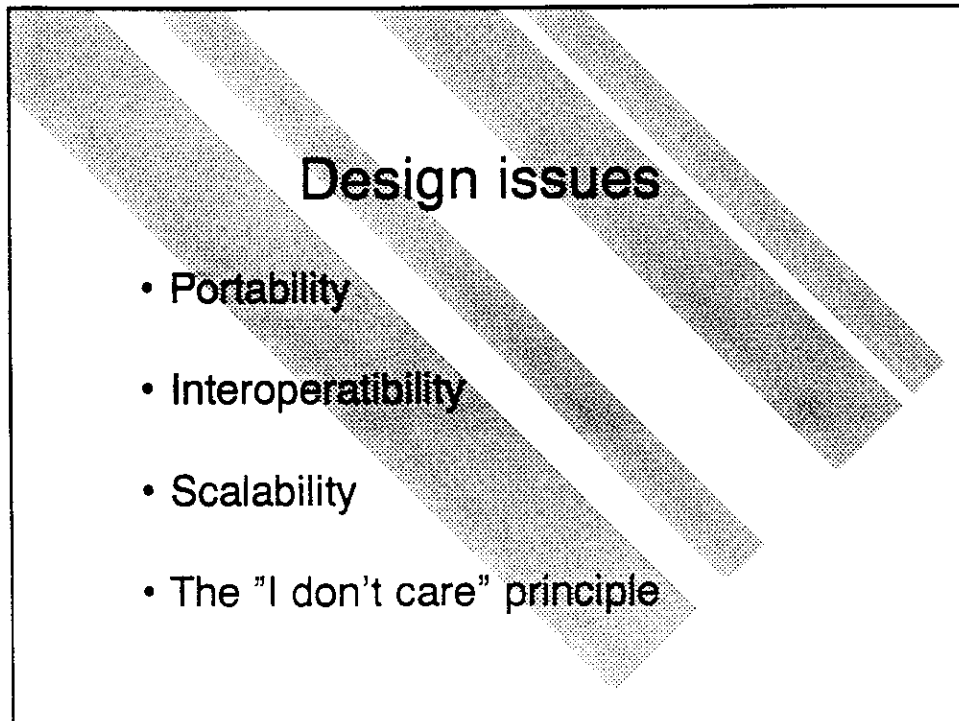 Design issues
• Portability
• Interoperatibility
• Scalability
• The "I don't care" principle